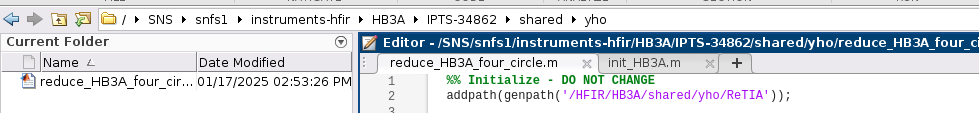 / SNS snfs1 instruments-hfir HB3A IPTS-34862 shared yho
Current Folder
Editor - /SNS/snfs1/instruments-hfir/HB3A/IPTS-34862/shared/yho/reduce_HB3A_four_ci
Name Date Modified
reduce_HB3A_four_cir... 01/17/2025 02:53:26 PM
reduce_HB3A_four_circle.m init_HB3A.m
1 %% Initialize - DO NOT CHANGE
2 addpath(genpath('/HFIR/HB3A/shared/yho/ReTIA'));
3